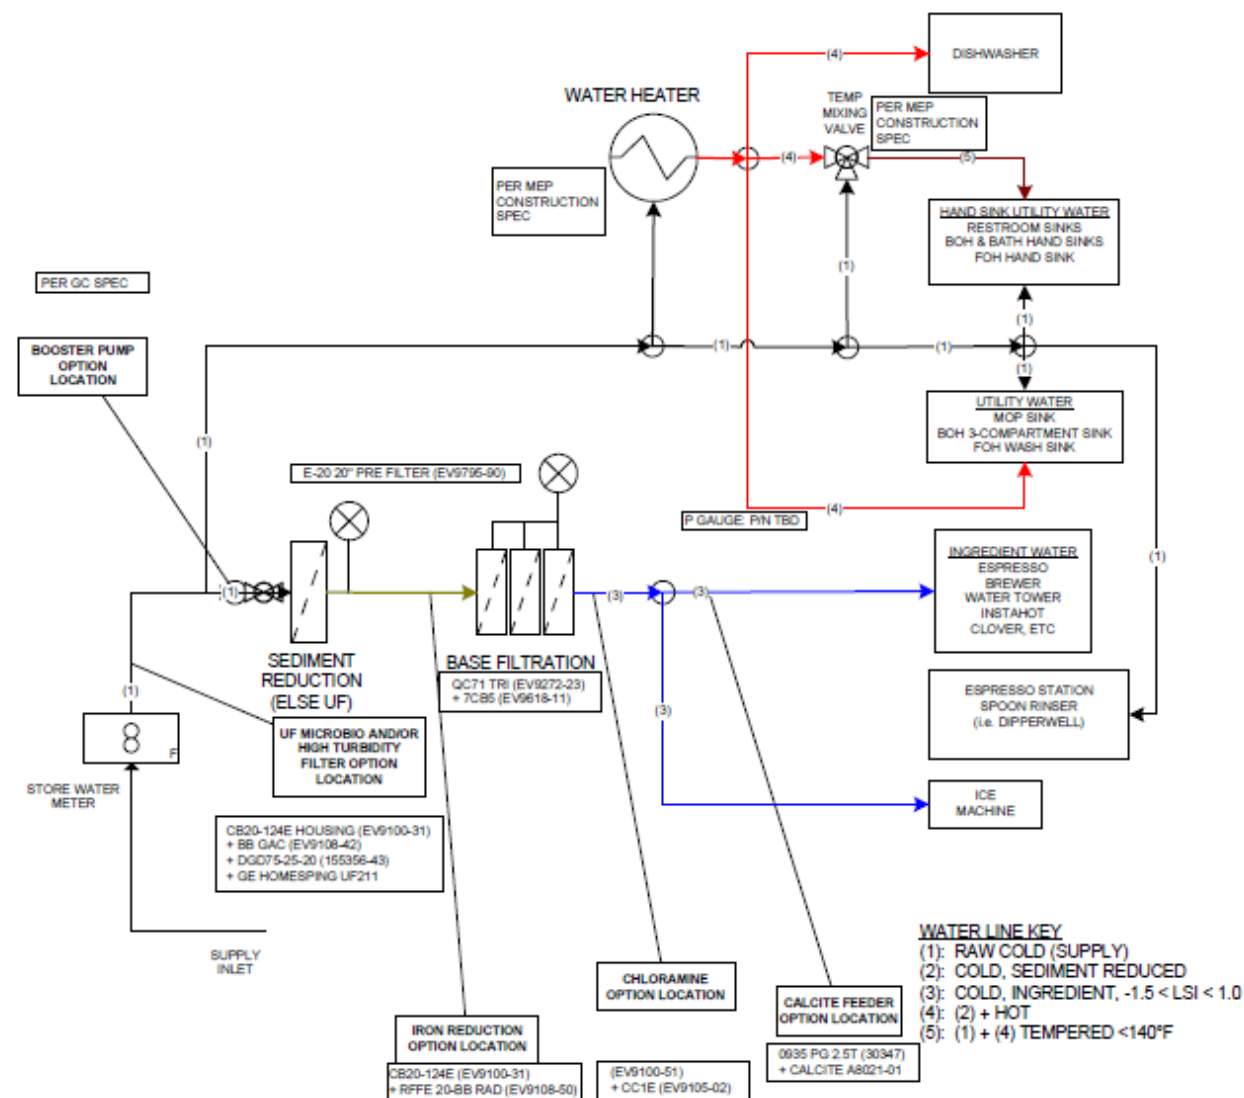 DISHWASHER
(4)
WATER HEATER
TEMP
MIXING
VALVE
PER MEP
CONSTRUCTION
SPEC
(4)
(5)
PER MEP
CONSTRUCTION
SPEC
HAND SINK UTILITY WATER
RESTROOM SINKS
BOH & BATH HAND SINKS
FOH HAND SINK
(1)
PER GC SPEC
BOOSTER PUMP
OPTION
LOCATION
(1)
(1)
(1)
(1)
(1)
UTILITY WATER
MOP SINK
BOH 3-COMPARTMENT SINK
FOH WASH SINK
(1)
E-20 20" PRE FILTER (EV9795-90)
(4)
P GAUGE: P/N TBD
(1)
INGREDIENT WATER
ESPRESSO
BREWER
WATER TOWER
INSTAHOT
CLOVER, ETC
(1)
(3)
(3)
SEDIMENT
REDUCTION
(ELSE UF)
BASE FILTRATION
QC71 TRI (EV9272-23)
+ 7CB5 (EV9618-11)
(1)
(3)
ESPRESSO STATION
SPOON RINSER
(i.e. DIPPERWELL)
F
UF MICROBIO AND/OR
HIGH TURBIDITY
FILTER OPTION
LOCATION
STORE WATER
METER
ICE
MACHINE
CB20-124E HOUSING (EV9100-31)
+ BB GAC (EV9108-42)
+ DGD75-25-20 (155356-43)
+ GE HOMESPING UF211
SUPPLY
INLET
WATER LINE KEY
(1): RAW COLD (SUPPLY)
(2): COLD, SEDIMENT REDUCED
(3): COLD, INGREDIENT, -1.5 < LSI < 1.0
(4): (2) + HOT
(5): (1) + (4) TEMPERED <140°F
CHLORAMINE
OPTION LOCATION
CALCITE FEEDER
OPTION LOCATION
IRON REDUCTION
OPTION LOCATION
0935 PG 2.5T (30347)
+ CALCITE A8021-01
CB20-124E (EV9100-31)
+ RFFE 20-BB RAD (EV9108-50)
(EV9100-51)
+ CC1E (EV9105-02)